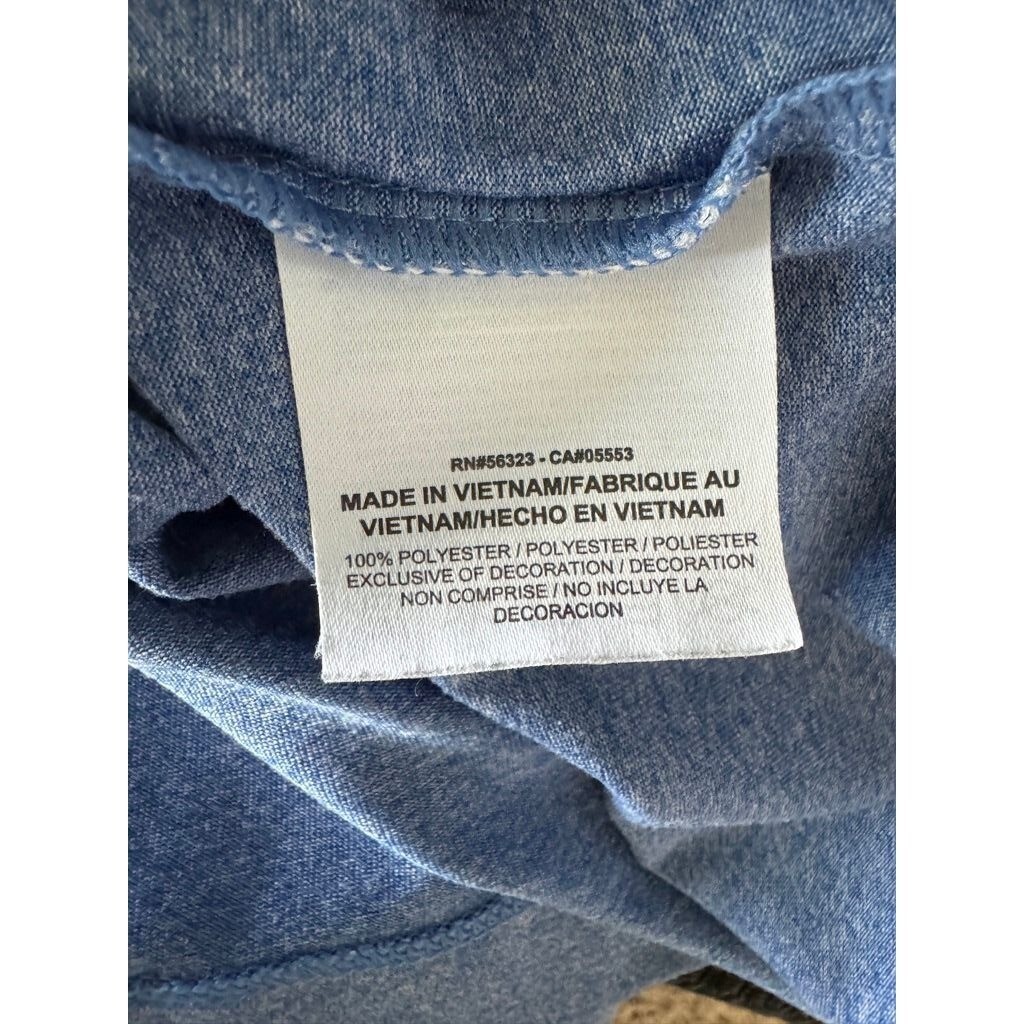 RN#56323 - CA#05553
MADE IN VIETNAM/FABRIQUE AU
VIETNAM/HECHO EN VIETNAM
100% POLYESTER / POLYESTER / POLIESTER
EXCLUSIVE OF DECORATION / DECORATION
NON COMPRISE / NO INCLUYE LA
DECORACION